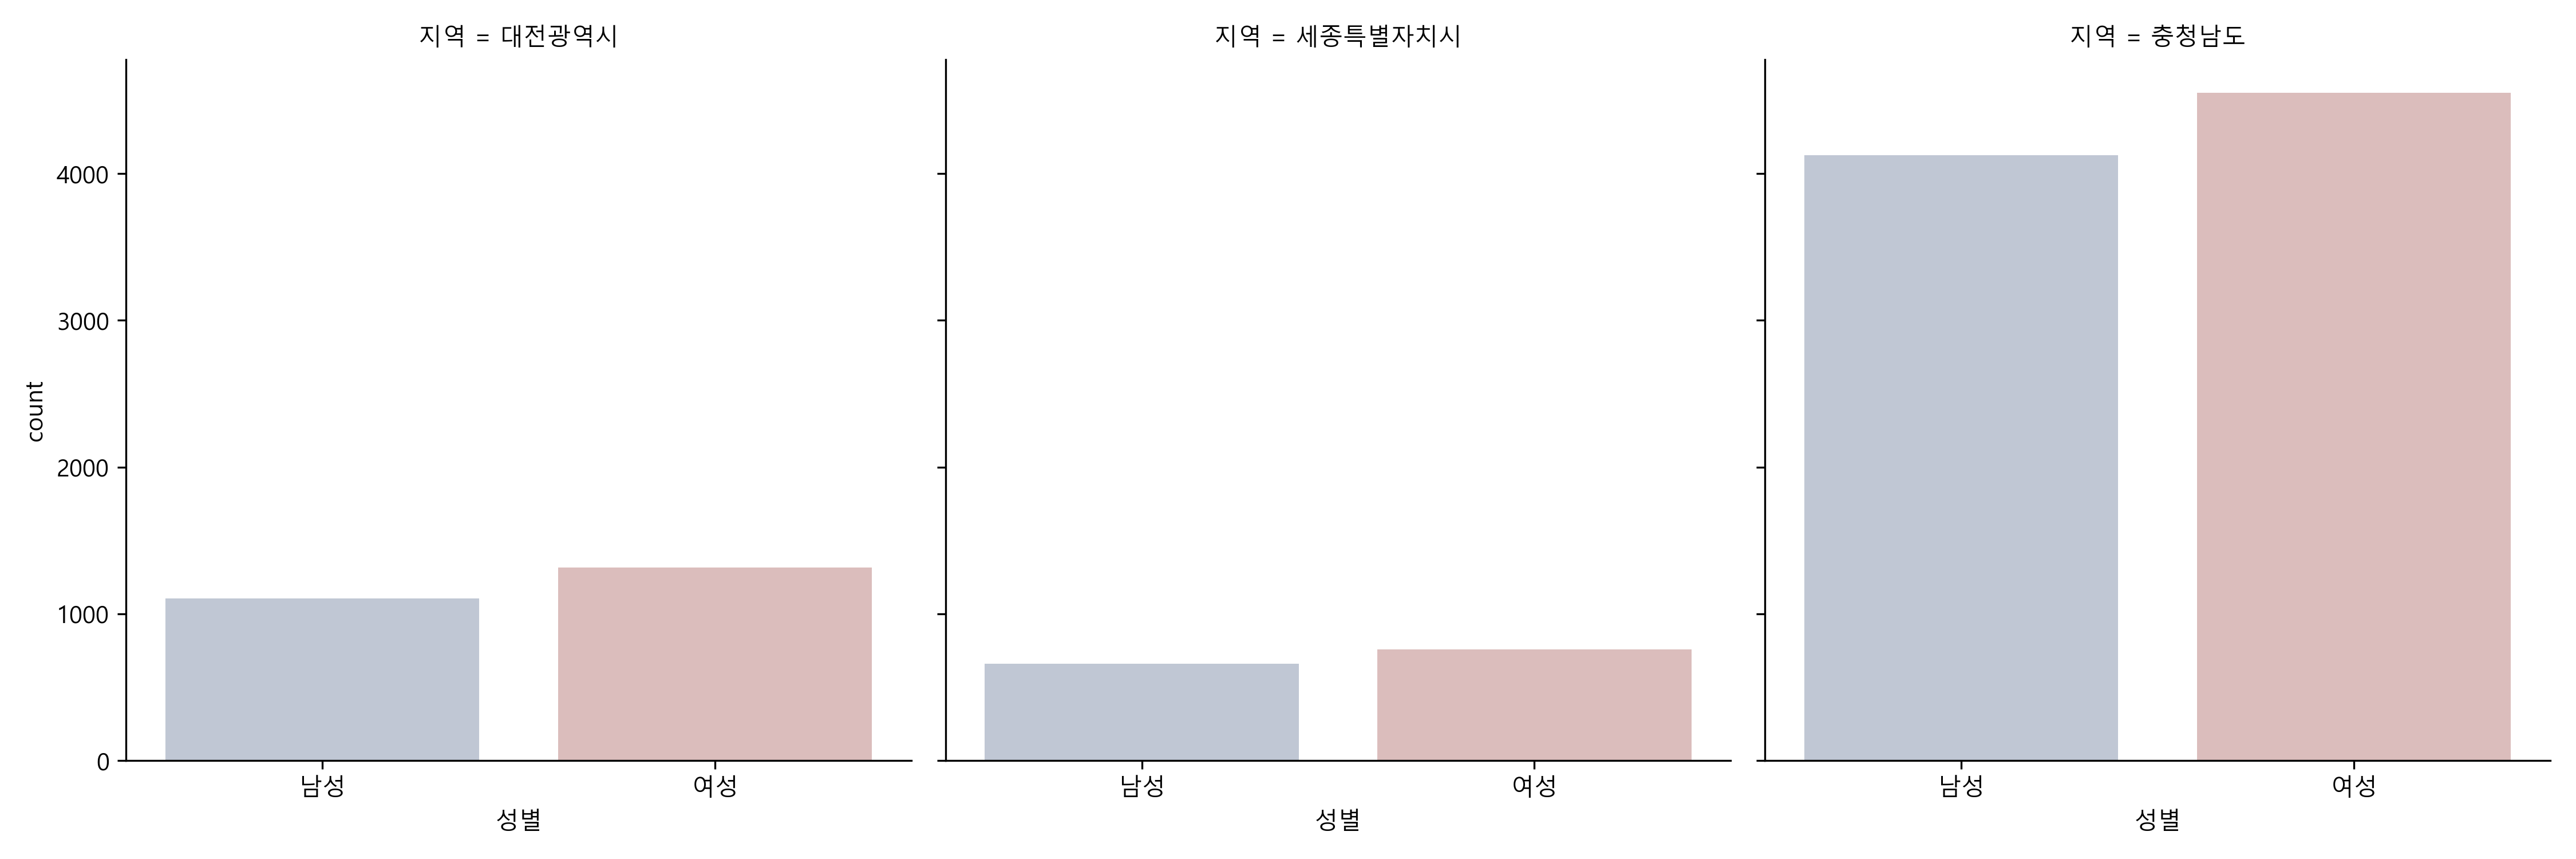 지역 = 대전광역시
지역 = 세종특별자치시
지역 = 충청남도
count
4000
3000
2000
1000
0
남성
여성
성별
남성
여성
성별
남성
여성
성별